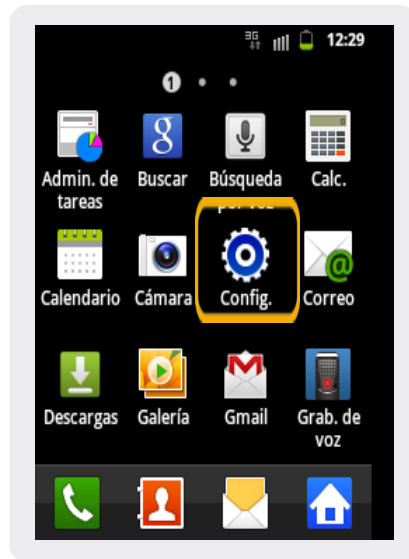 3G 12:29
1
Admin. de Buscar Búsqueda Calc.
tareas por voz
Calendario Cámara Config. Correo
Descargas Galería Gmail Grab. de
voz